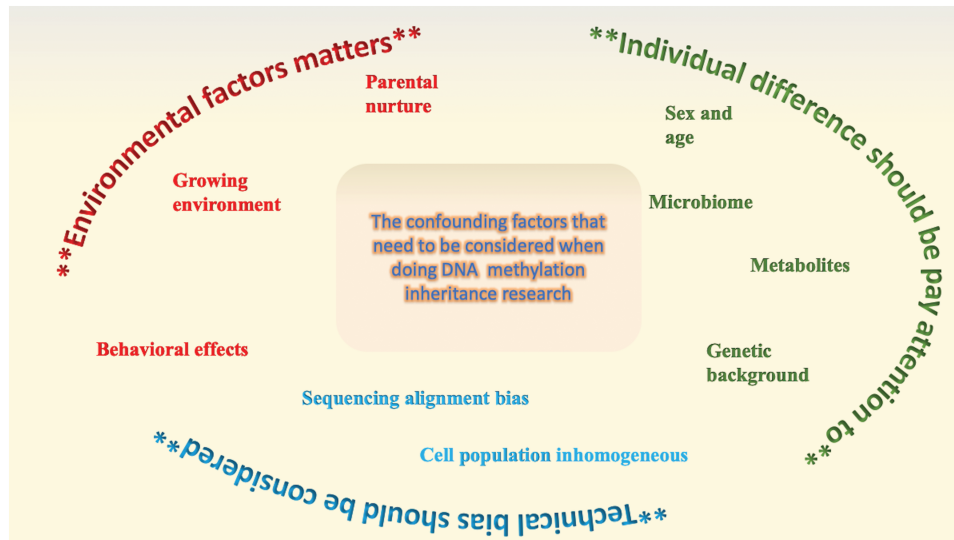 **Environmental factors matters**
Parental
nurture
Growing
environment
Behavioral effects
The confounding factors that
need to be considered when
doing DNA methylation
inheritance research
**Individual difference should be pay attention to**
Sex and
age
Microbiome
Metabolites
Genetic
background
Sequencing alignment bias
Cell population inhomogeneous
**Technical bias should be considered**